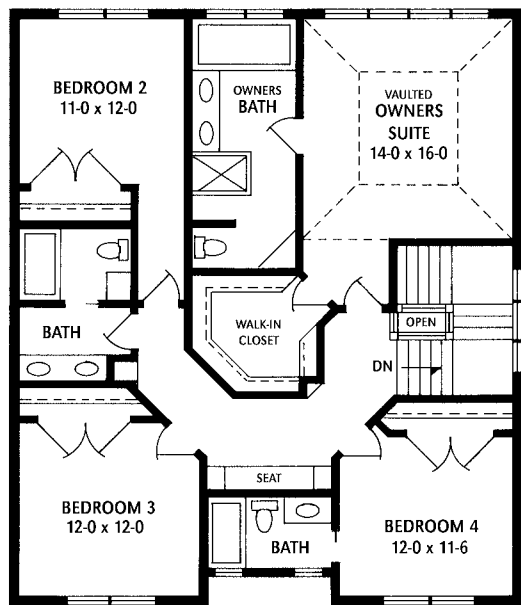 BEDROOM 2
11-0 x 12-0
OWNERS
BATH
VAULTED
OWNERS
SUITE
14-0 x 16-0
BATH
WALK-IN
CLOSET
OPEN
DN
SEAT
BEDROOM 3
12-0 x 12-0
BATH
BEDROOM 4
12-0 x 11-6